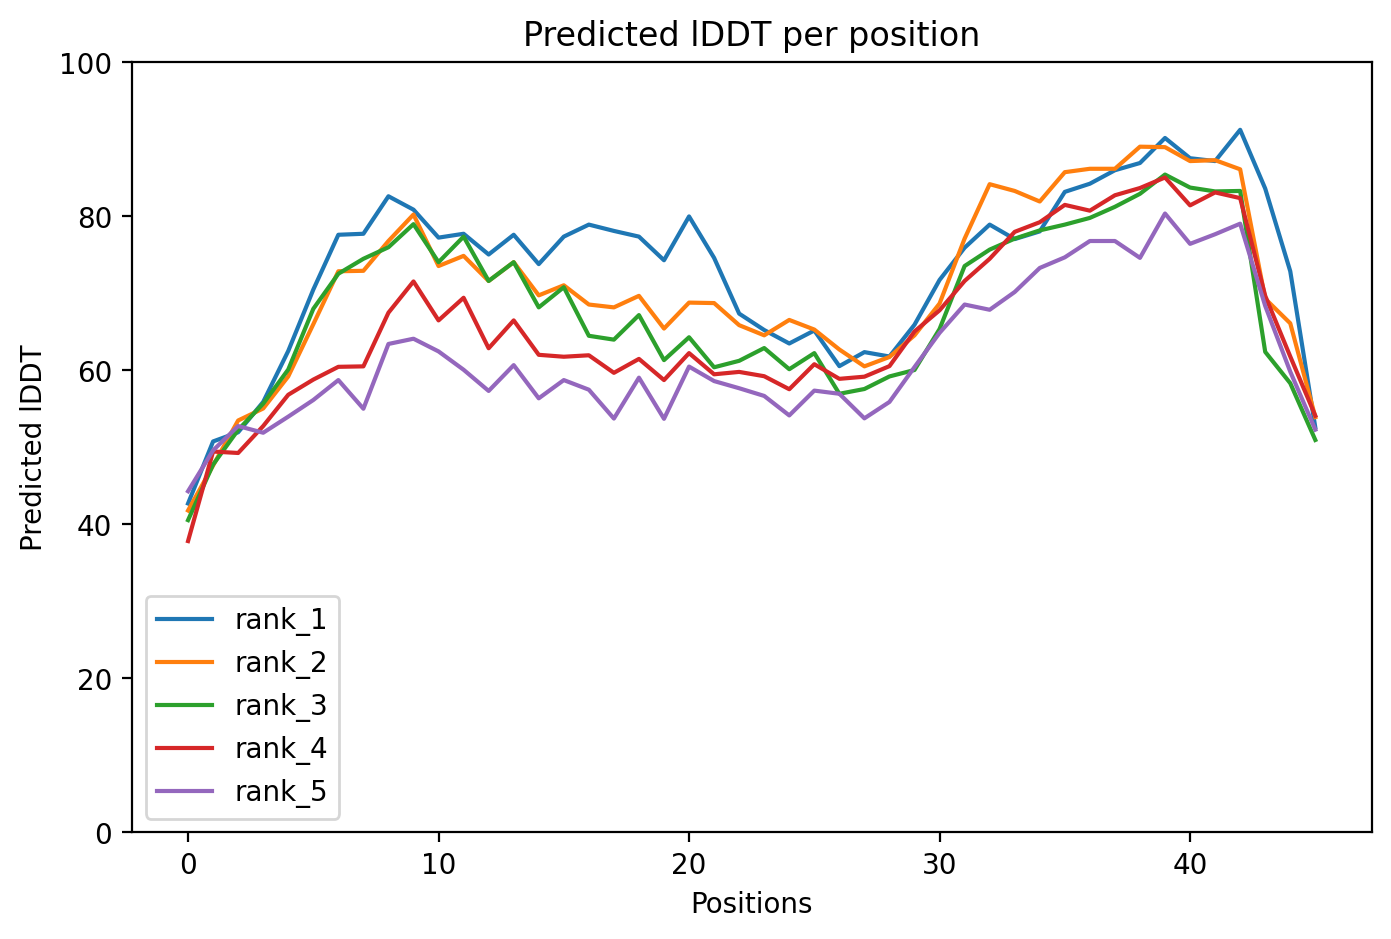 Predicted lDDT per position
Predicted lDDT
100
80
60
40
20
0
rank_1
rank_2
rank_3
rank_4
rank_5
0 10 20 30 40
Positions